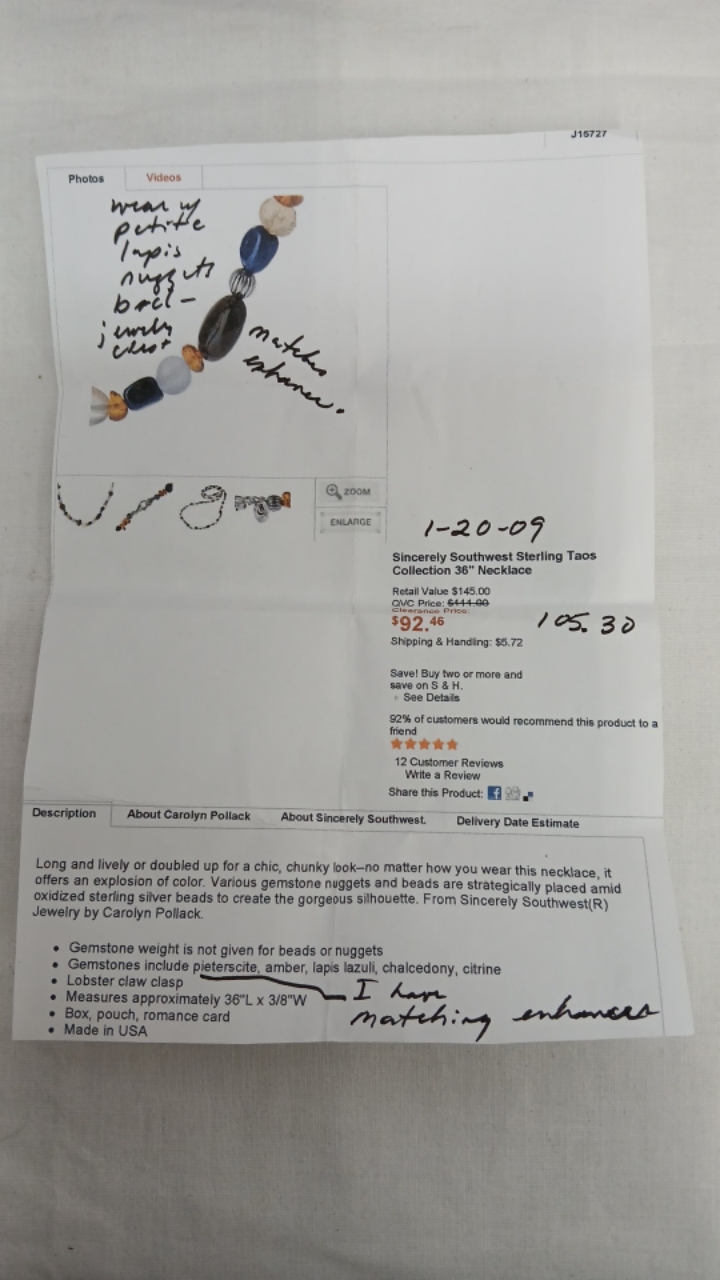 J15727
Photos Videos
wear w/
petite
lapis
nuggets
bracl-
jewelry
chest
matches
enhancer.
ZOOM
ENLARGE
1-20-09
Sincerely Southwest Sterling Taos
Collection 36" Necklace
Retail Value $145.00
QVC Price: $111.00
Clearance Price:
$92.46
105.30
Shipping & Handling: $5.72
Save! Buy two or more and
save on S & H.
See Details
92% of customers would recommend this product to a
friend
12 Customer Reviews
Write a Review
Share this Product:
Description About Carolyn Pollack About Sincerely Southwest. Delivery Date Estimate
Long and lively or doubled up for a chic, chunky look—no matter how you wear this necklace, it
offers an explosion of color. Various gemstone nuggets and beads are strategically placed amid
oxidized sterling silver beads to create the gorgeous silhouette. From Sincerely Southwest(R)
Jewelry by Carolyn Pollack.
• Gemstone weight is not given for beads or nuggets
• Gemstones include pieterscite, amber, lapis lazuli, chalcedony, citrine
• Lobster claw clasp
• Measures approximately 36"L x 3/8"W
• Box, pouch, romance card
• Made in USA
I have
matching enhancer